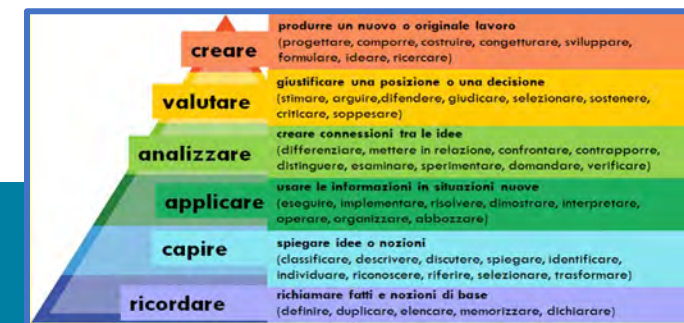 creare
produrre un nuovo o originale lavoro
(progettare, comporre, costruire, congetturare, sviluppare,
formulare, ideare, ricercare)
valutare
giustificare una posizione o una decisione
(stimare, arguire,difendere, giudicare, selezionare, sostenere,
criticare, soppesare)
analizzare
creare connessioni tra le idee
(differenziare, mettere in relazione, confrontare, contrapporre,
distinguere, esaminare, sperimentare, domandare, verificare)
applicare
usare le informazioni in situazioni nuove
(eseguire, implementare, risolvere, dimostrare, interpretare,
operare, organizzare, abbozzare)
capire
spiegare idee o nozioni
(classificare, descrivere, discutere, spiegare, identificare,
individuare, riconoscere, riferire, selezionare, trasformare)
ricordare
richiamare fatti e nozioni di base
(definire, duplicare, elencare, memorizzare, dichiarare)